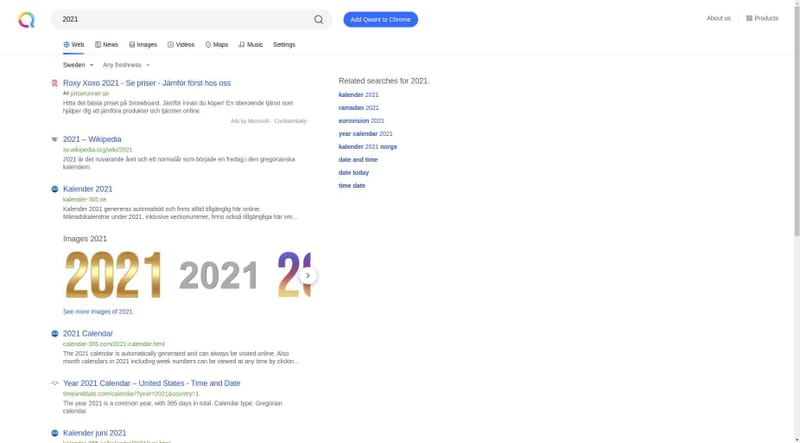 2021
Add Qwant to Chrome
About us
Products
Web
News
Images
Videos
Maps
Music
Settings
Sweden
Any freshness
Roxy Xoxo 2021 - Se priser - Jämför först hos oss
Ad pricerunner.se
Hitta det bästa priset på Snowboard. Jämför innan du köper! En oberoende tjänst som
hjälper dig att jämföra produkter och tjänster online.
Ads by Microsoft - Confidentiality
2021 – Wikipedia
sv.wikipedia.org/wiki/2021
2021 är det nuvarande året och ett normalår som började en fredag i den gregorianska
kalendern.
Kalender 2021
kalender-365.se
Kalender 2021 genereras automatiskt och finns alltid tillgänglig här online.
Månadskalendrar under 2021, inklusive veckonummer, finns också tillgängliga här om…
Images 2021
2021
2021
See more images of 2021.
2021 Calendar
calendar-365.com/2021-calendar.html
The 2021 calendar is automatically generated and can always be visited online. Also
month calendars in 2021 including week numbers can be viewed at any time by clickin…
Year 2021 Calendar – United States - Time and Date
timeanddate.com/calendar/?year=2021&country=1
The year 2021 is a common year, with 365 days in total. Calendar type: Gregorian
calendar
Kalender juni 2021
Related searches for 2021.
kalender 2021
ramadan 2021
eurovision 2021
year calendar 2021
kalender 2021 norge
date and time
date today
time date